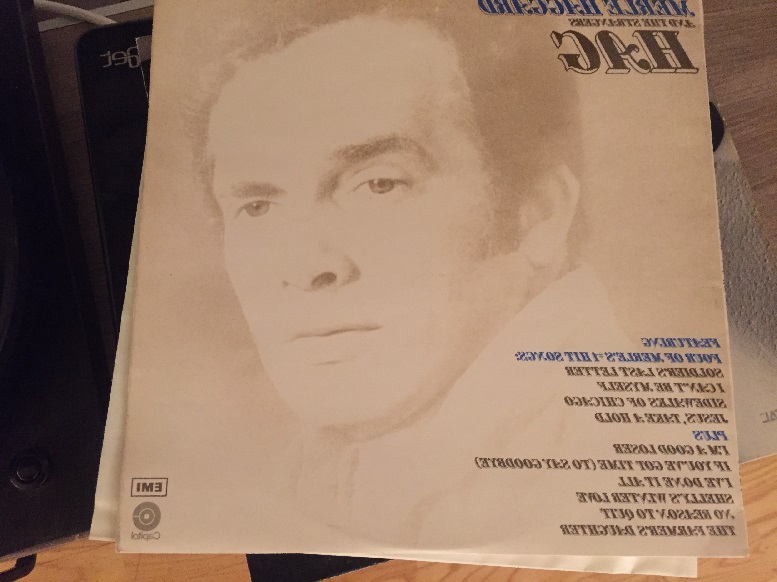 MERLE HAGGARD
AND THE STRANGERS
HAG
FEATURING
FOUR OF MERLE'S #1 HIT SONGS:
SOLDIER'S LAST LETTER
I CAN'T BE MYSELF
SIDEWALKS OF CHICAGO
JESUS, TAKE A HOLD
PLUS
I'M A GOOD LOSER
IF YOU'VE GOT TIME (TO SAY GOODBYE)
I'VE DONE IT ALL
SHELLY'S WINTER LOVE
NO REASON TO QUIT
THE FARMER'S DAUGHTER
EMI
Capitol